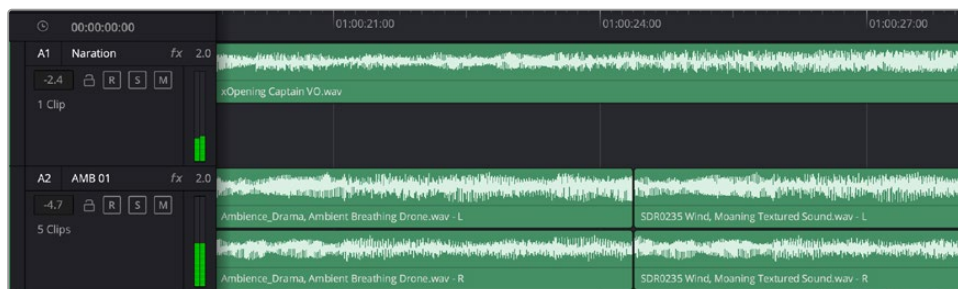 00:00:00:00 01:00:21:00 01:00:24:00 01:00:27:00
A1 Naration fx 2.0
-2.4 R S M
xOpening Captain VO.wav
1 Clip
A2 AMB 01 fx 2.0
-4.7 R S M
Ambience_Drama, Ambient Breathing Drone.wav - L SDR0235 Wind, Moaning Textured Sound.wav - L
5 Clips
Ambience_Drama, Ambient Breathing Drone.wav - R SDR0235 Wind, Moaning Textured Sound.wav - R